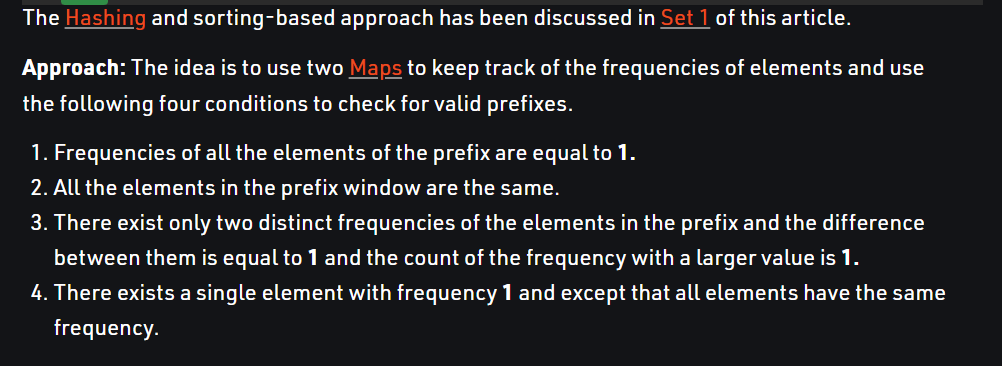 The Hashing and sorting-based approach has been discussed in Set 1 of this article.
Approach: The idea is to use two Maps to keep track of the frequencies of elements and use
the following four conditions to check for valid prefixes.
1. Frequencies of all the elements of the prefix are equal to 1.
2. All the elements in the prefix window are the same.
3. There exist only two distinct frequencies of the elements in the prefix and the difference
between them is equal to 1 and the count of the frequency with a larger value is 1.
4. There exists a single element with frequency 1 and except that all elements have the same
frequency.